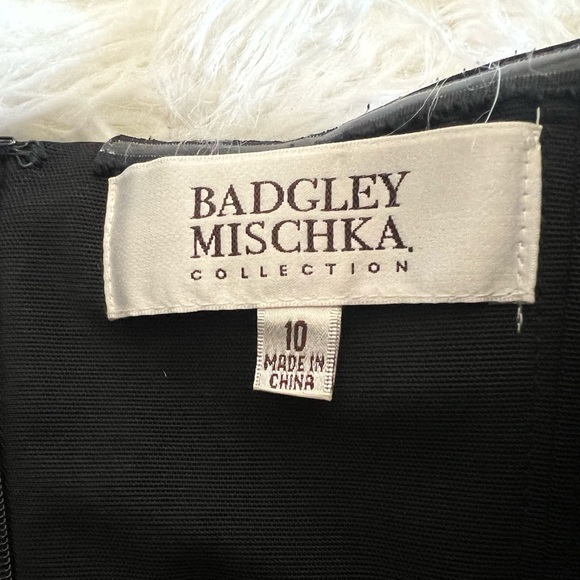 BADGLEY
MISCHKA.
COLLECTION
10
MADE IN
CHINA